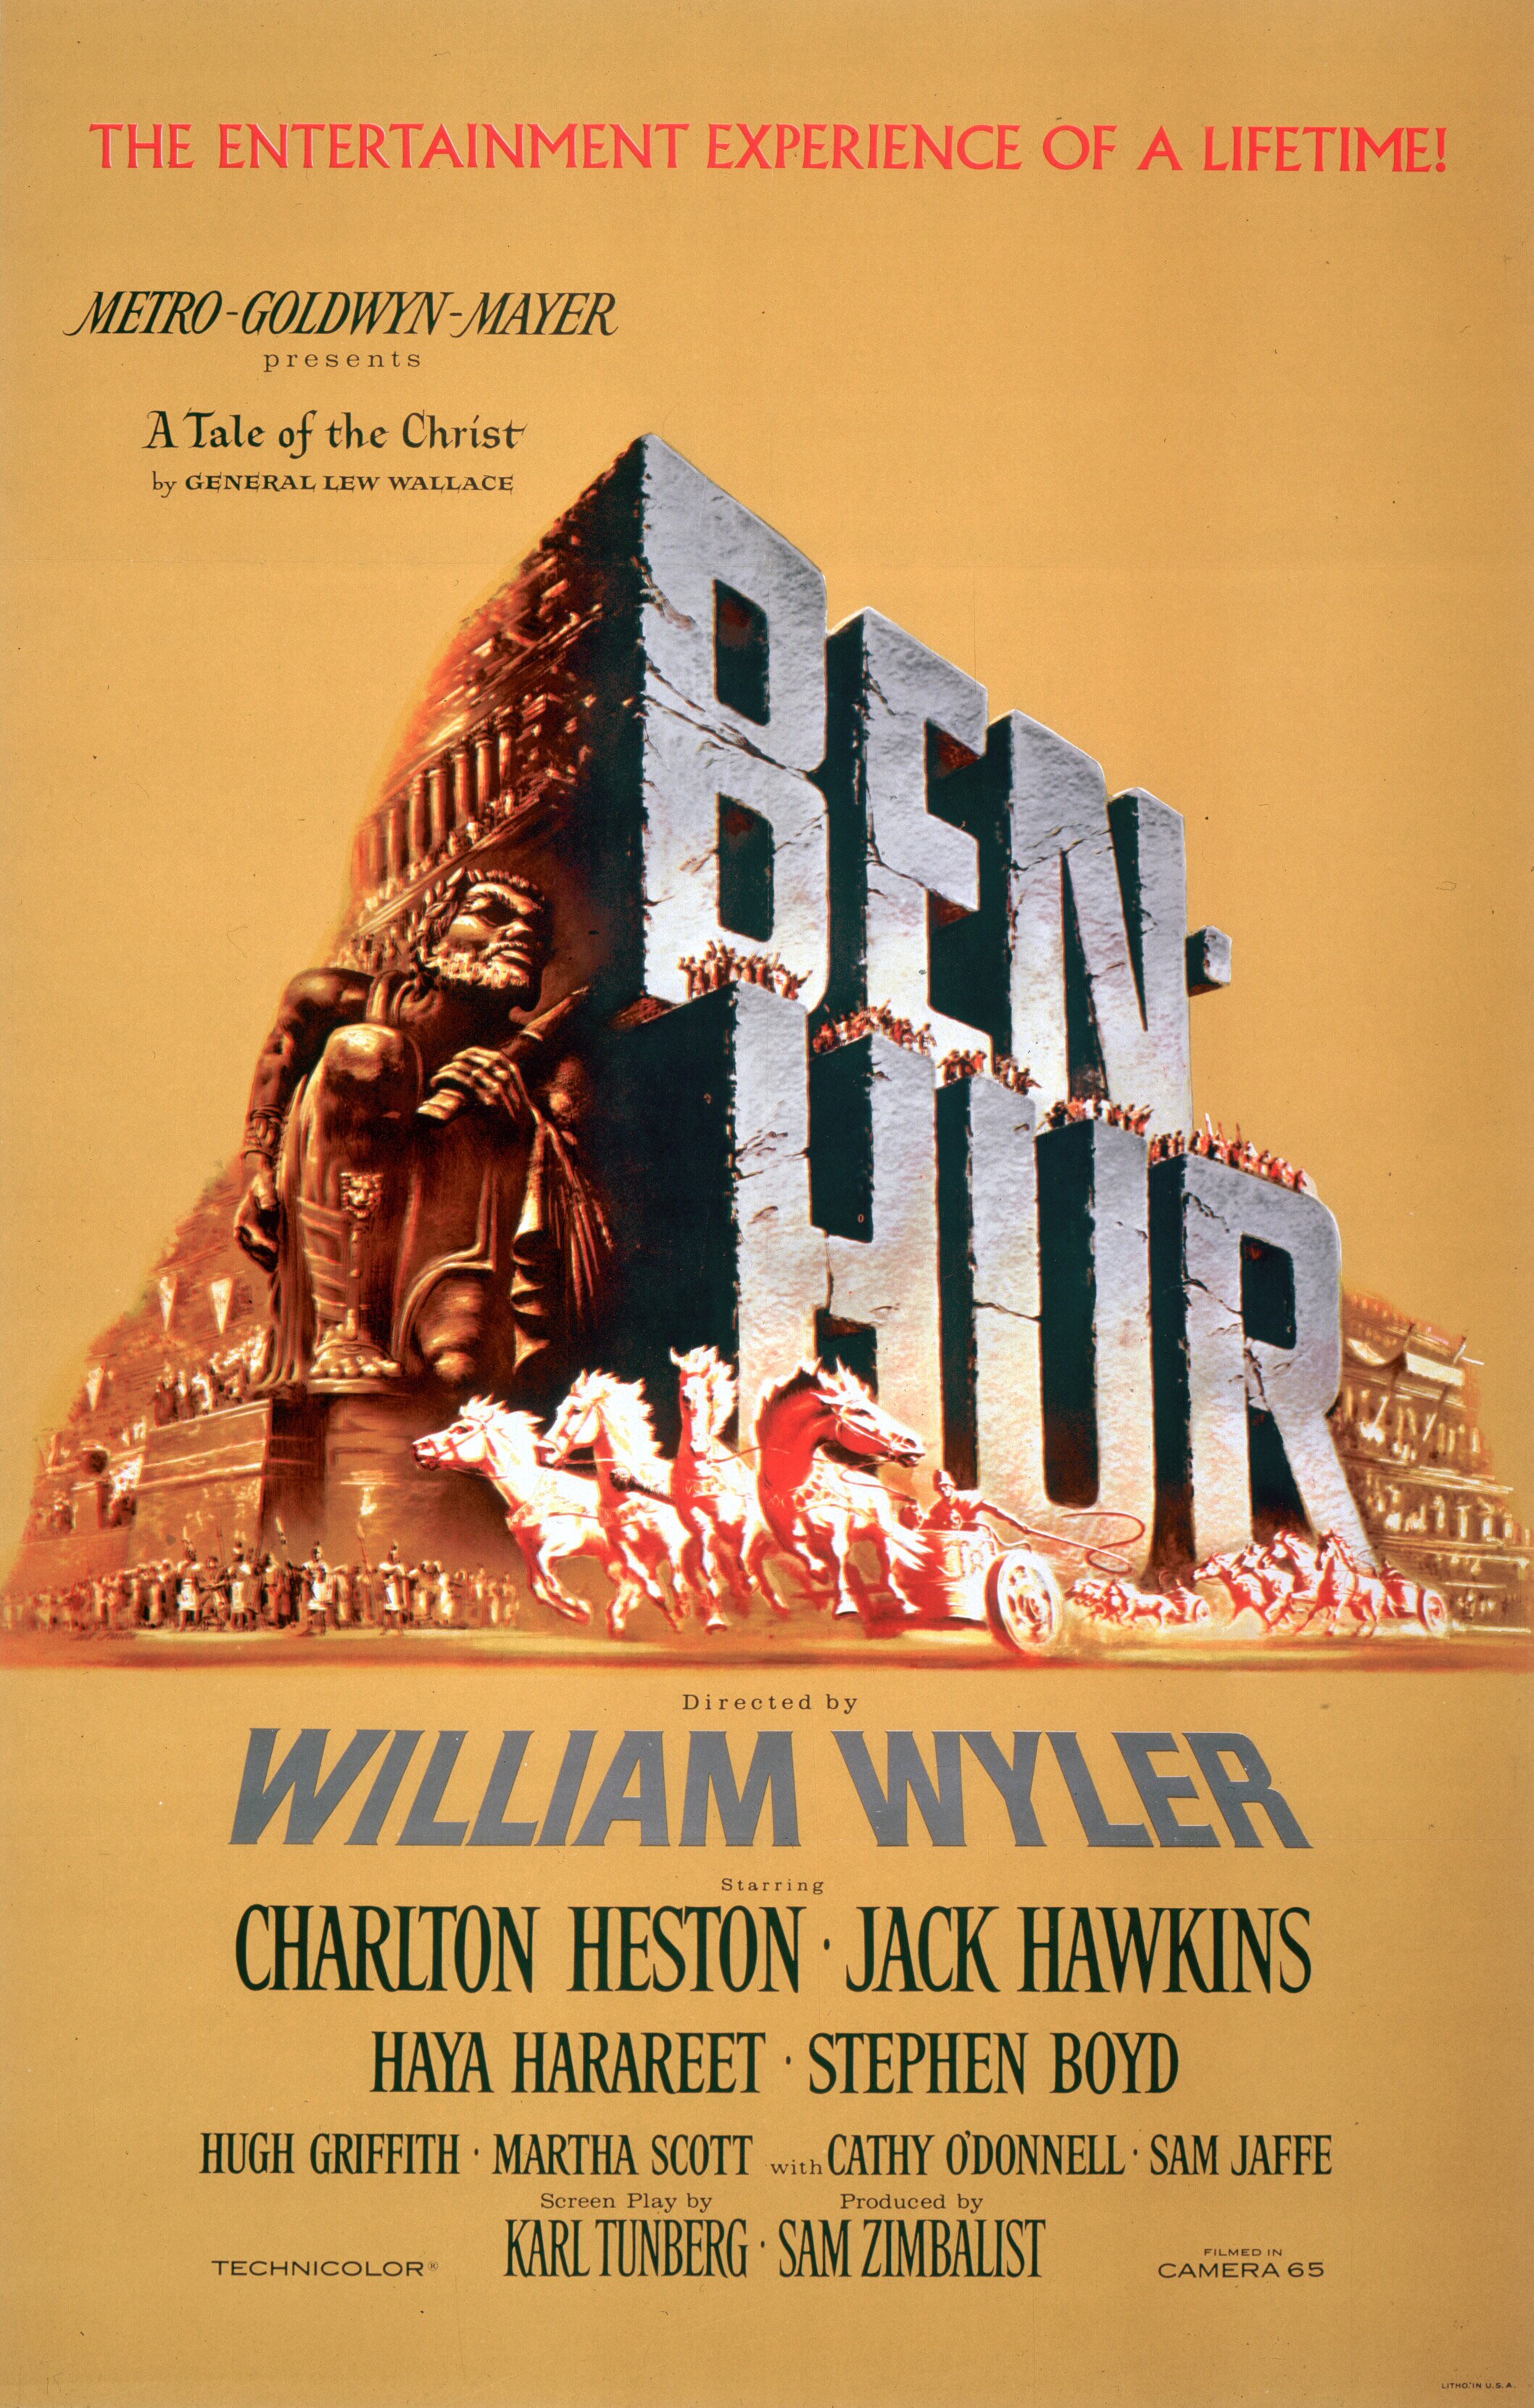 THE ENTERTAINMENT EXPERIENCE OF A LIFETIME!
METRO-GOLDWYN-MAYER
presents
A Tale of the Christ
by GENERAL LEW WALLACE
BEN-
HUR
Directed by
WILLIAM WYLER
Starring
CHARLTON HESTON · JACK HAWKINS
HAYA HARAREET · STEPHEN BOYD
HUGH GRIFFITH · MARTHA SCOTT with CATHY O'DONNELL · SAM JAFFE
Screen Play by Produced by
KARL TUNBERG · SAM ZIMBALIST
TECHNICOLOR®
FILMED IN
CAMERA 65
LITHO. IN U.S.A.